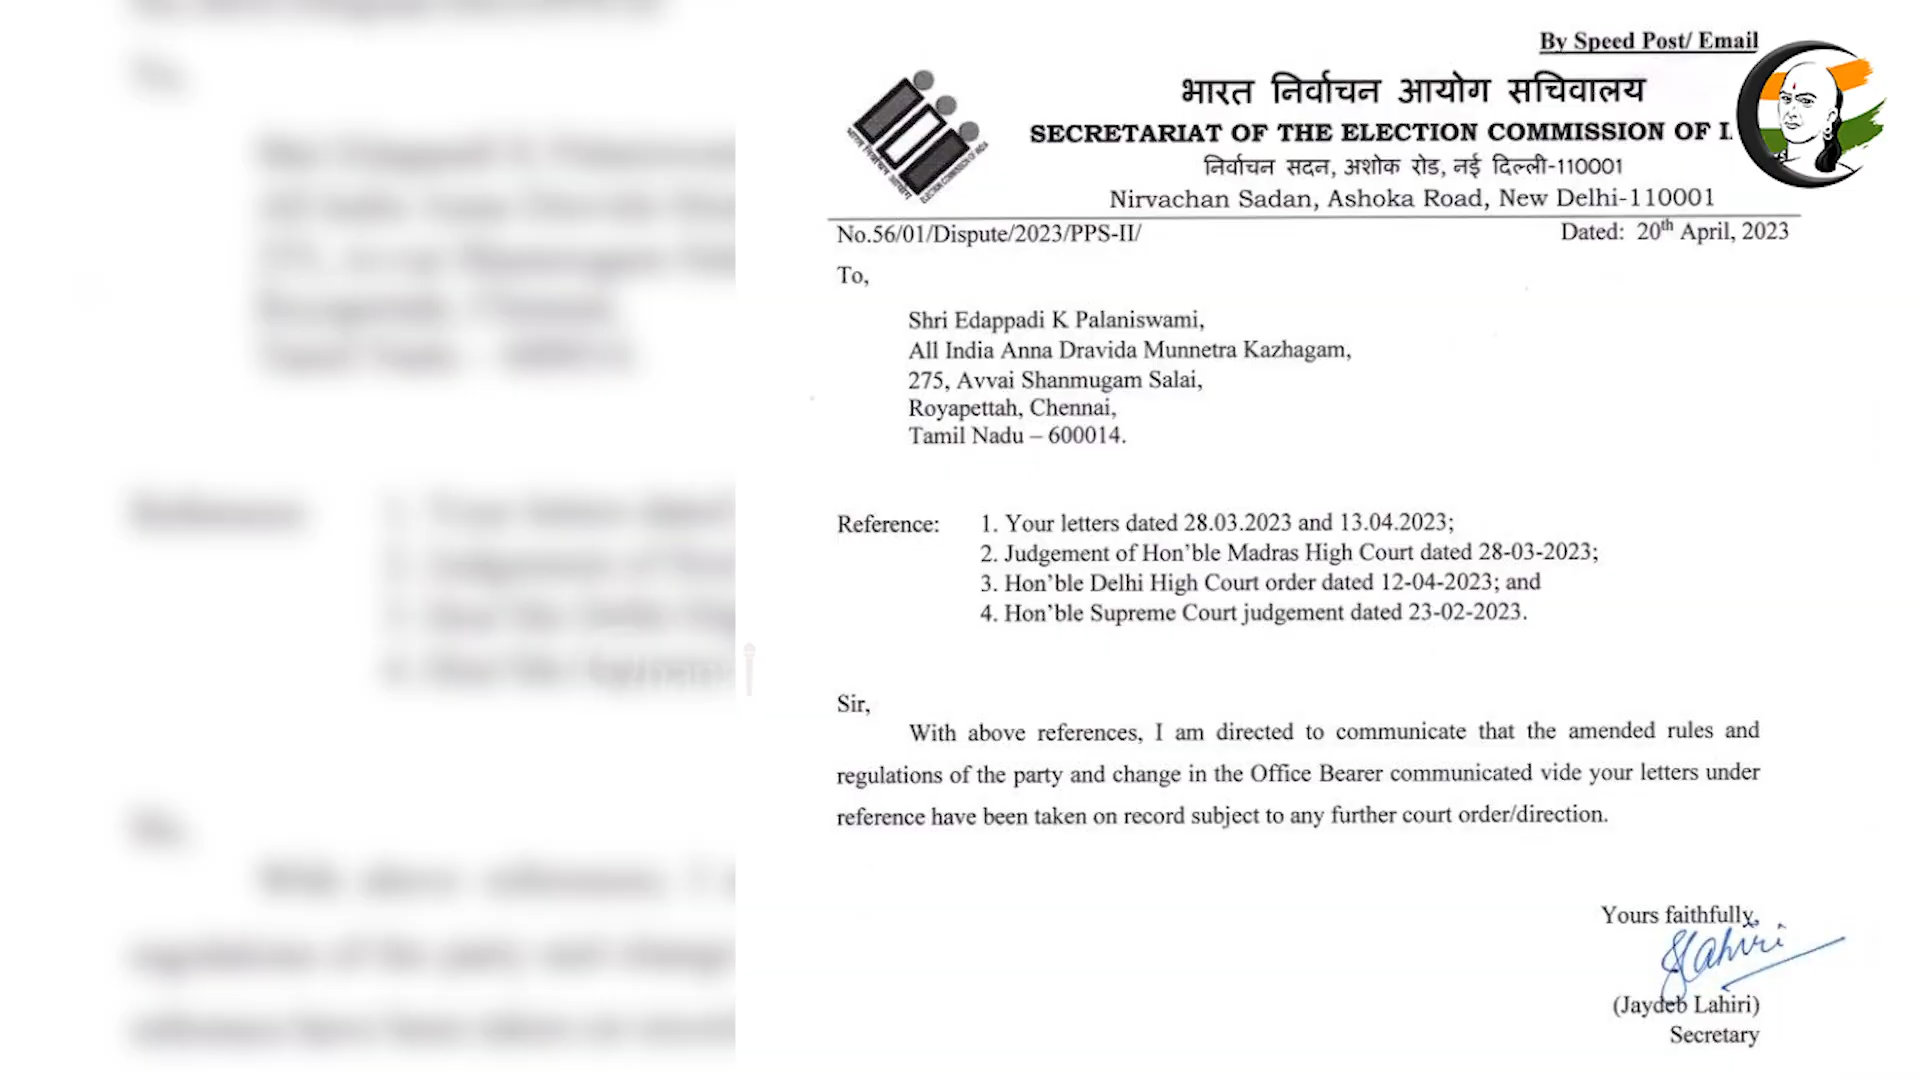 By Speed Post/ Email
भारत निर्वाचन आयोग सचिवालय
SECRETARIAT OF THE ELECTION COMMISSION OF I
निर्वाचन सदन, अशोक रोड, नई दिल्ली-110001
Nirvachan Sadan, Ashoka Road, New Delhi-110001
No.56/01/Dispute/2023/PPS-II/
Dated: 20th April, 2023
To,
Shri Edappadi K Palaniswami,
All India Anna Dravida Munnetra Kazhagam,
275, Avvai Shanmugam Salai,
Royapettah, Chennai,
Tamil Nadu – 600014.
Reference: 1. Your letters dated 28.03.2023 and 13.04.2023;
2. Judgement of Hon’ble Madras High Court dated 28-03-2023;
3. Hon’ble Delhi High Court order dated 12-04-2023; and
4. Hon’ble Supreme Court judgement dated 23-02-2023.
Sir,
With above references, I am directed to communicate that the amended rules and
regulations of the party and change in the Office Bearer communicated vide your letters under
reference have been taken on record subject to any further court order/direction.
Yours faithfully,
(Jaydeb Lahiri)
Secretary